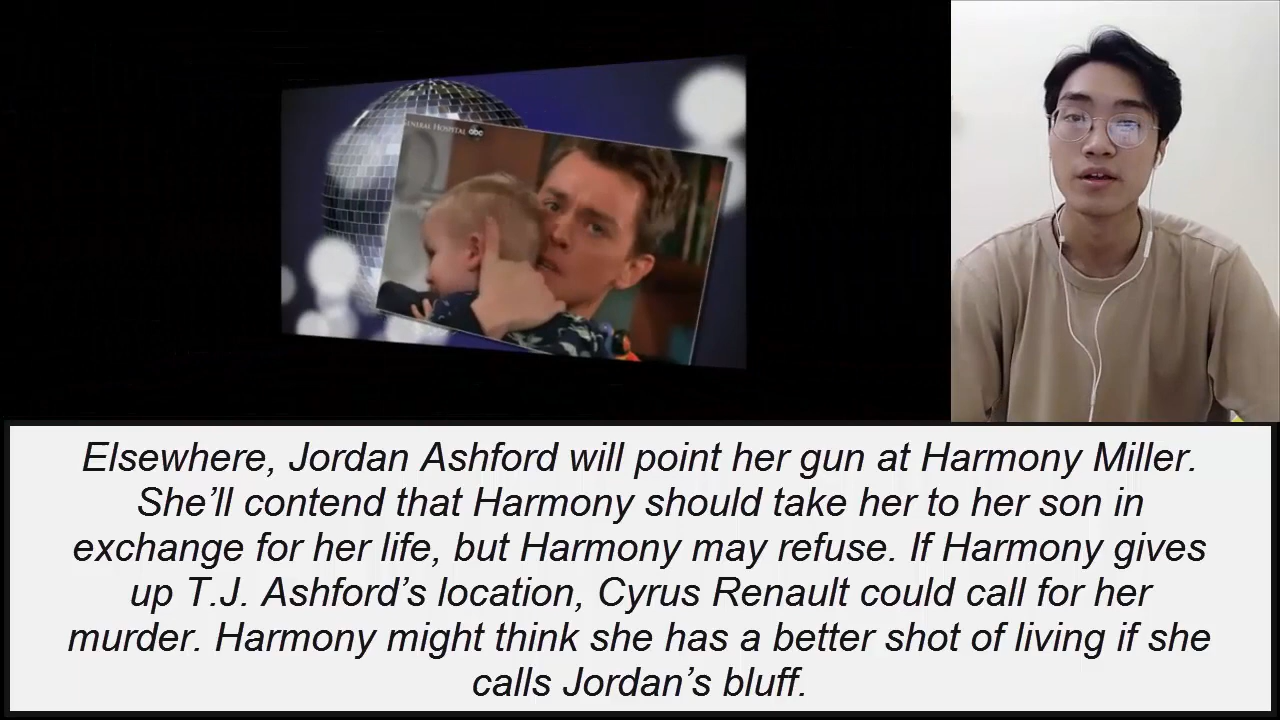 GENERAL HOSPITAL abc
Elsewhere, Jordan Ashford will point her gun at Harmony Miller.
She’ll contend that Harmony should take her to her son in
exchange for her life, but Harmony may refuse. If Harmony gives
up T.J. Ashford’s location, Cyrus Renault could call for her
murder. Harmony might think she has a better shot of living if she
calls Jordan’s bluff.